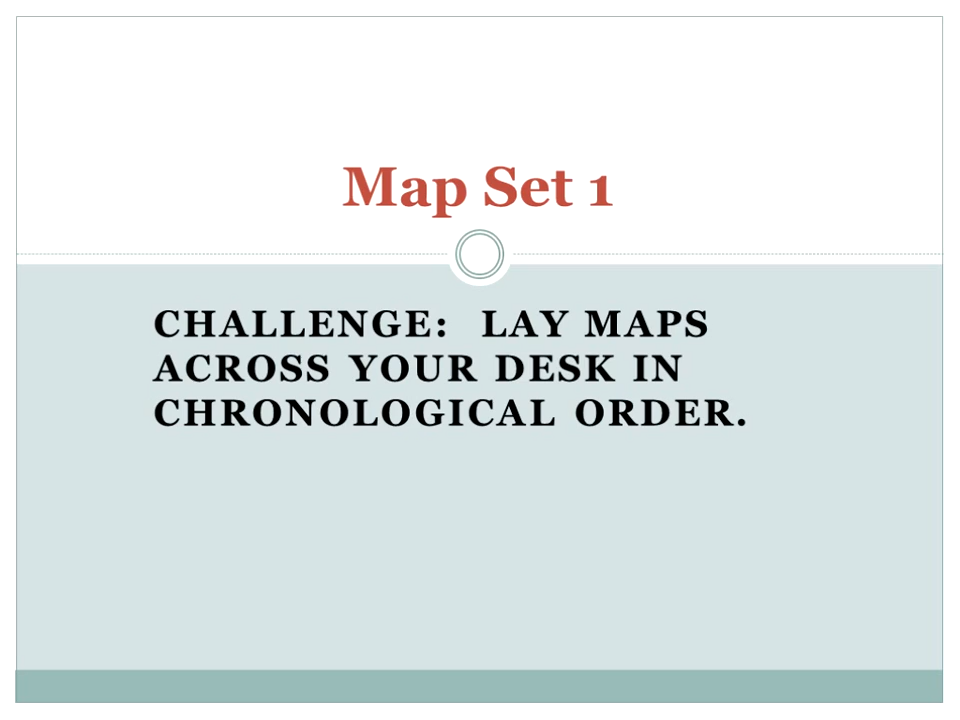 Map Set 1
CHALLENGE: LAY MAPS
ACROSS YOUR DESK IN
CHRONOLOGICAL ORDER.